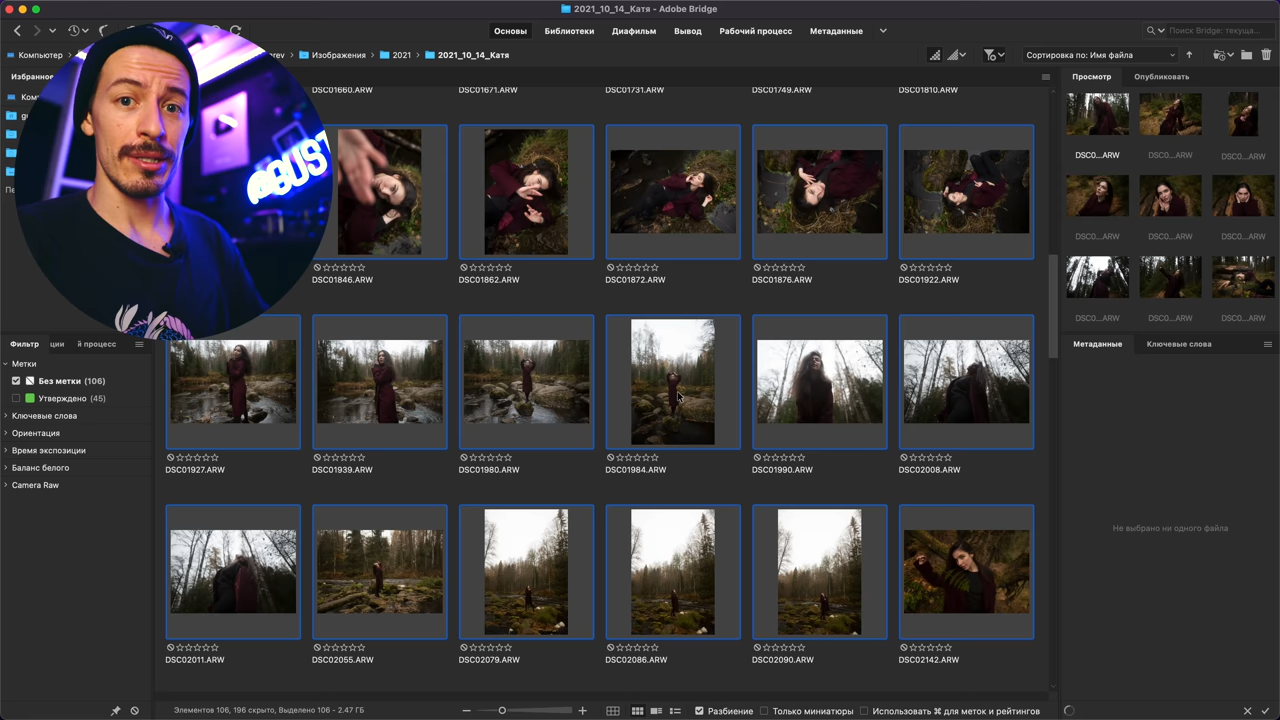 2021_10_14_Катя - Adobe Bridge
Основы
Библиотеки
Диафильм
Вывод
Рабочий процесс
Метаданные
Поиск Bridge: текуща...
Компьютер
Изображения
2021
2021_10_14_Катя
Сортировка по: Имя файла
Избранное
Просмотр
Опубликовать
DSC01660.ARW
DSC01671.ARW
DSC01731.ARW
DSC01749.ARW
DSC01810.ARW
DSC0...ARW
DSC0...ARW
DSC0...ARW
DSC0...ARW
DSC0...ARW
DSC0...ARW
DSC0...ARW
DSC0...ARW
DSC0...ARW
@GUST
DSC01846.ARW
DSC01862.ARW
DSC01872.ARW
DSC01876.ARW
DSC01922.ARW
Фильтр
ции
й процесс
Метки
Без метки (106)
Утверждено (45)
Ключевые слова
Ориентация
Время экспозиции
Баланс белого
Camera Raw
DSC01927.ARW
DSC01939.ARW
DSC01980.ARW
DSC01984.ARW
DSC01990.ARW
DSC02008.ARW
DSC02011.ARW
DSC02055.ARW
DSC02079.ARW
DSC02086.ARW
DSC02090.ARW
DSC02142.ARW
Метаданные
Ключевые слова
Не выбрано ни одного файла
Элементов 106, 196 скрыто, Выделено 106 - 2.47 ГБ
Разбиение
Только миниатюры
Использовать ⌘ для меток и рейтингов